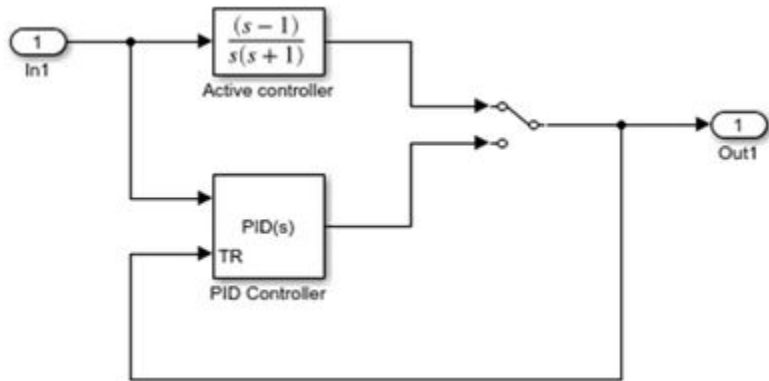 1
In1
(s − 1)
s(s + 1)
Active controller
PID(s)
TR
PID Controller
1
Out1